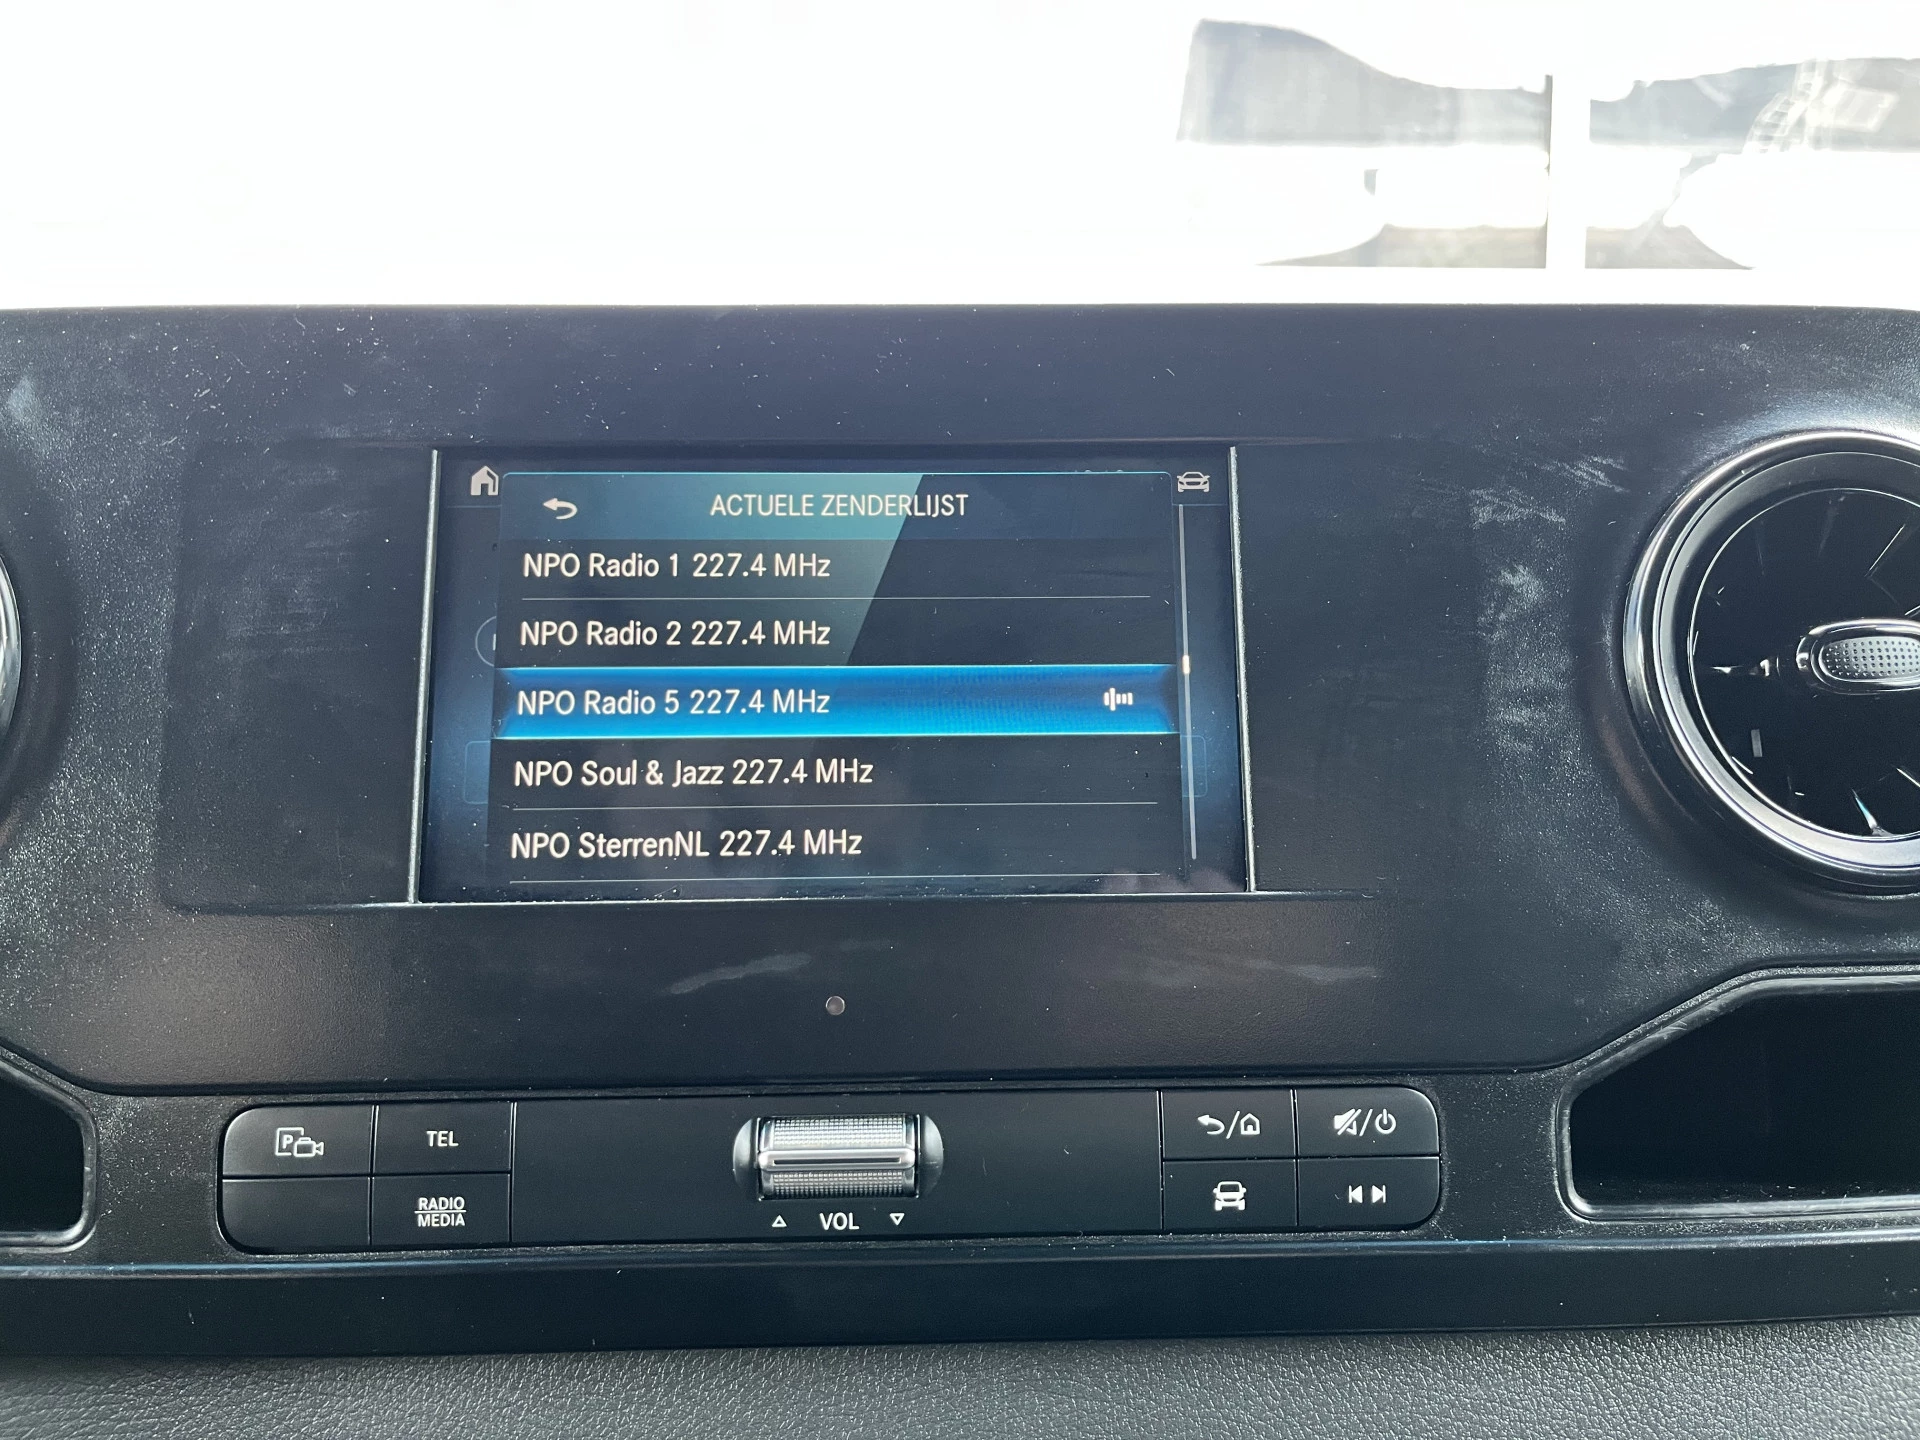 ACTUELE ZENDERLIJST
NPO Radio 1 227.4 MHz
NPO Radio 2 227.4 MHz
NPO Radio 5 227.4 MHz
NPO Soul & Jazz 227.4 MHz
NPO SterrenNL 227.4 MHz
P
TEL
RADIO
MEDIA
VOL
/
/